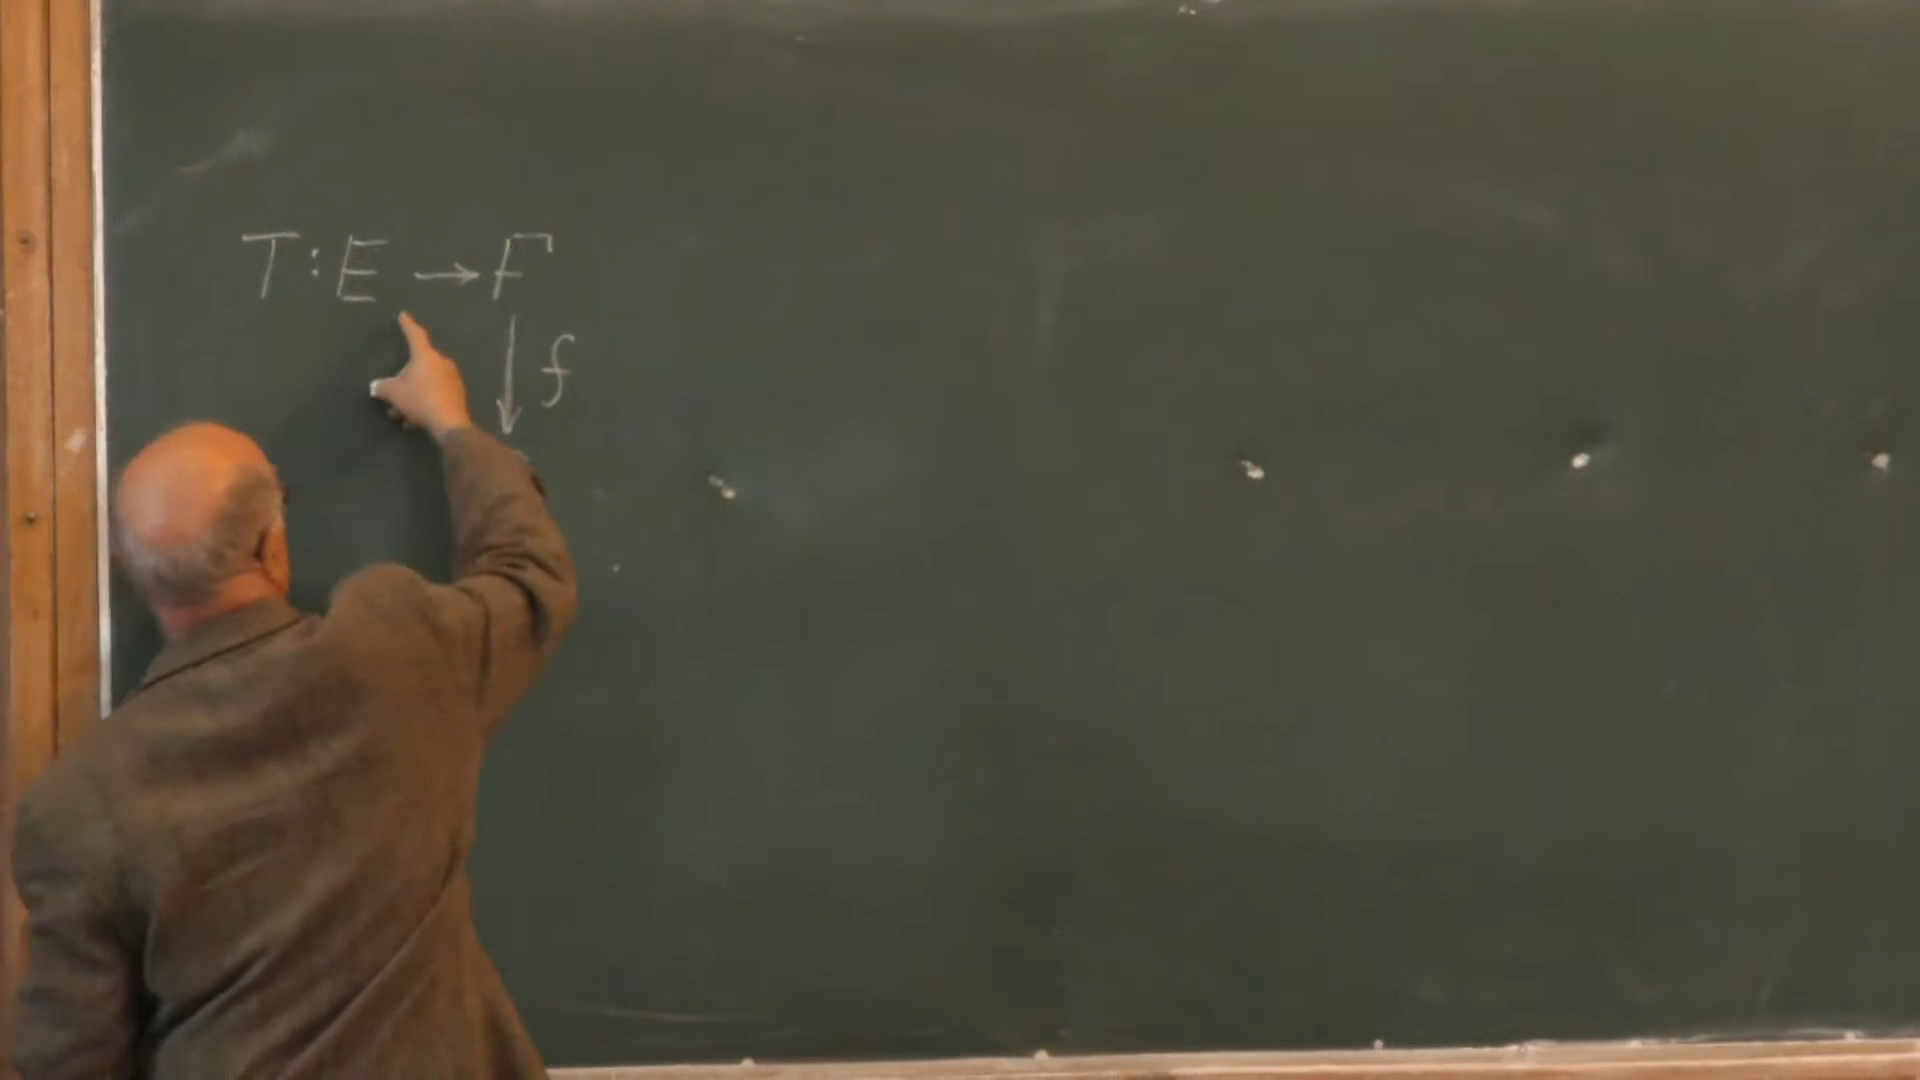 T : E → F
↓ f